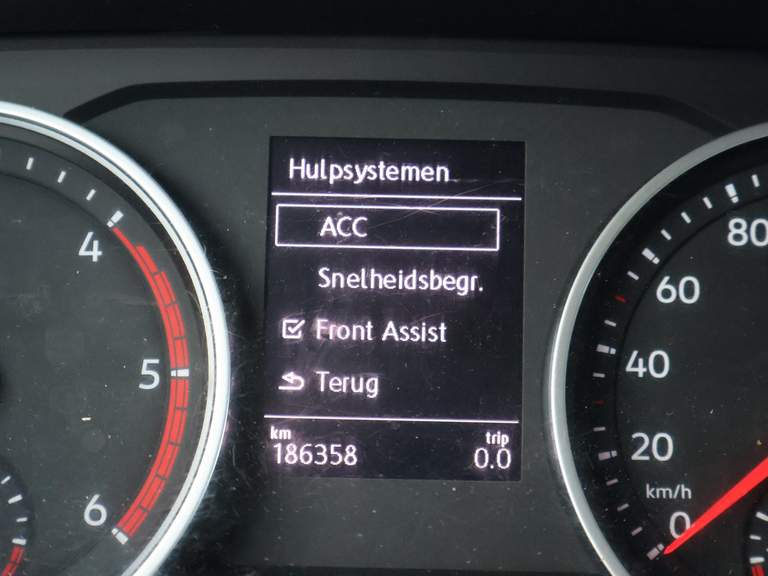 Hulpsystemen
ACC
Snelheidsbegr.
Front Assist
Terug
km trip
186358 0.0
4
5
6
80
60
40
20
km/h
0